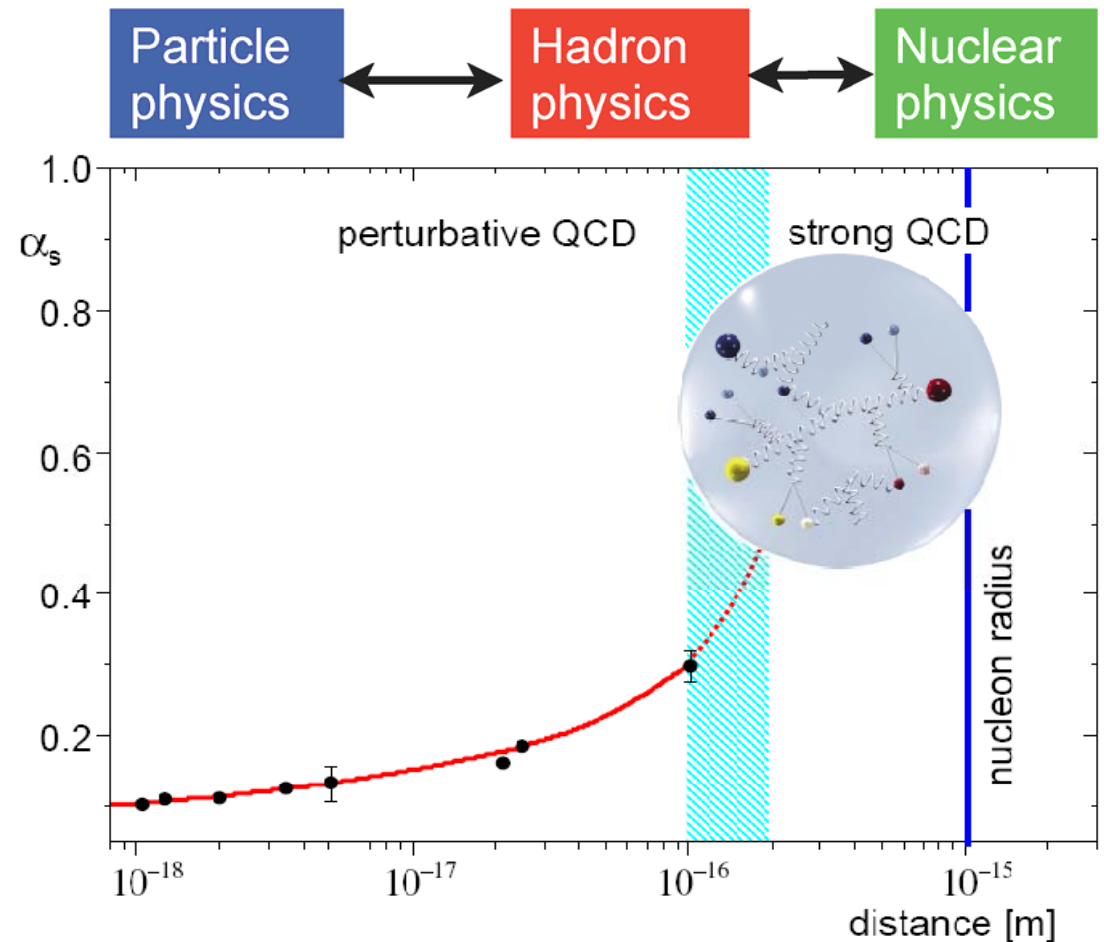 Particle
physics
Hadron
physics
Nuclear
physics
1.0
0.8
0.6
0.4
0.2
αs
perturbative QCD
strong QCD
nucleon radius
10⁻¹⁸
10⁻¹⁷
10⁻¹⁶
10⁻¹⁵
distance [m]